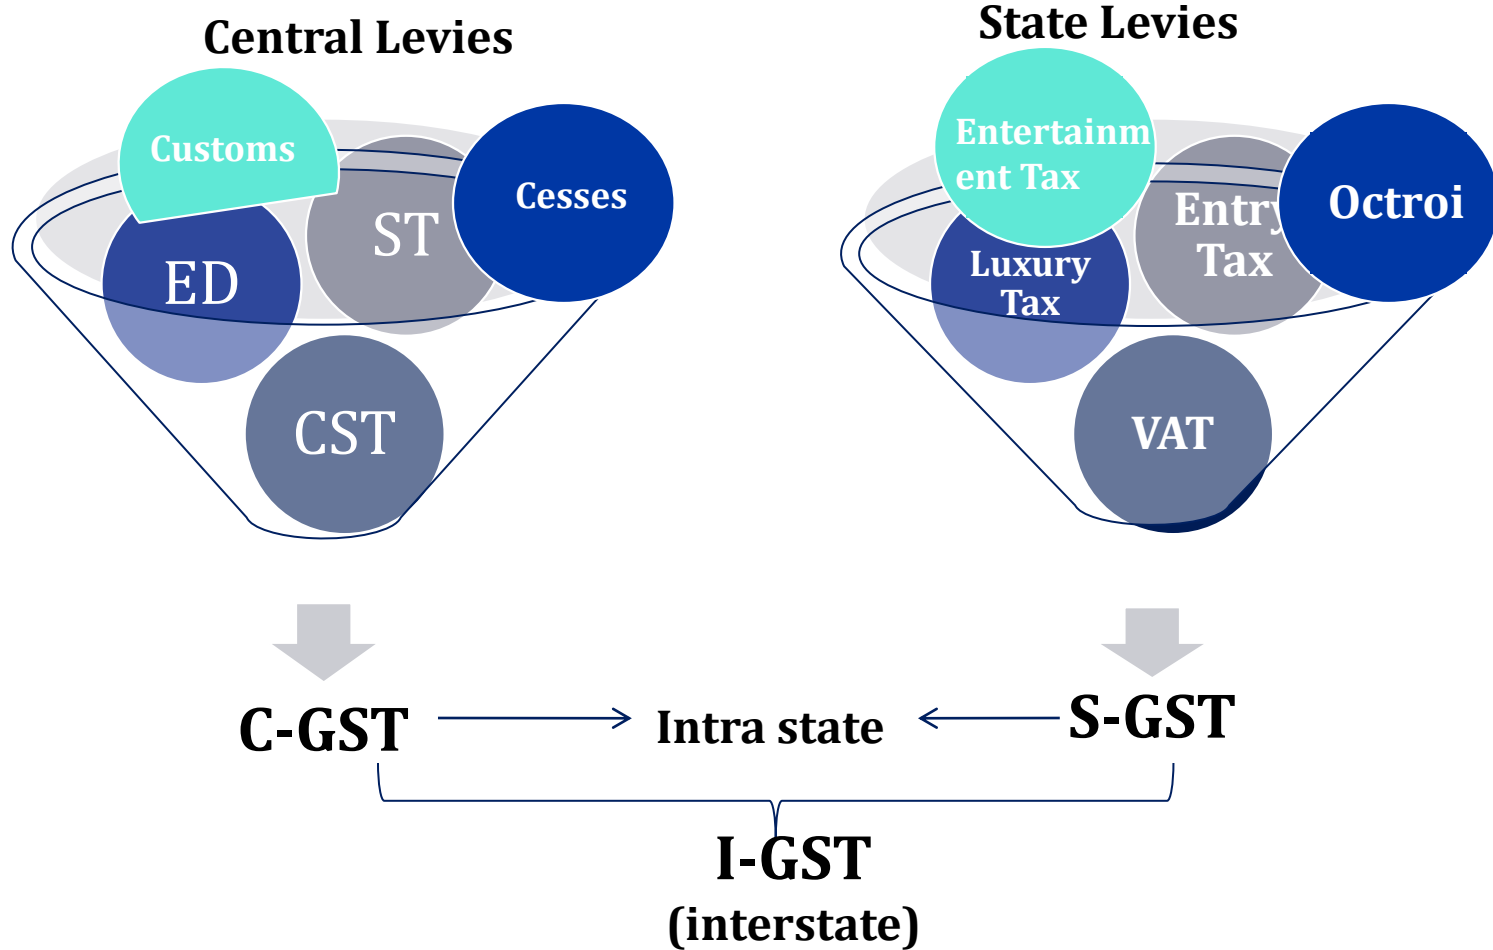 Central Levies
Customs
ST
Cesses
ED
CST
State Levies
Entertainm
ent Tax
Entry
Tax
Octroi
Luxury
Tax
VAT
C-GST
Intra state
S-GST
I-GST
(interstate)